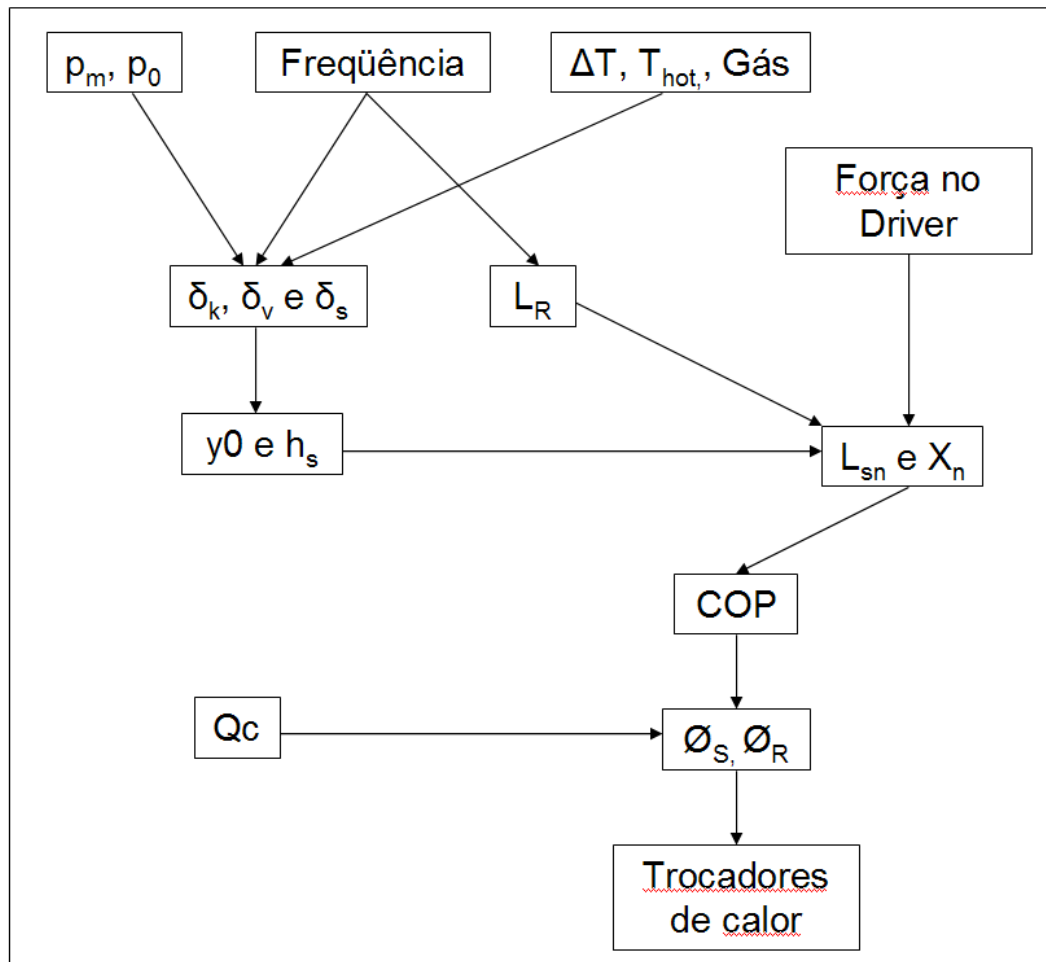 pm, p0
Freqüência
ΔT, Thot,, Gás
Força no
Driver
δk, δv e δs
LR
y0 e hs
Lsn e Xn
COP
Qc
ØS, ØR
Trocadores
de calor